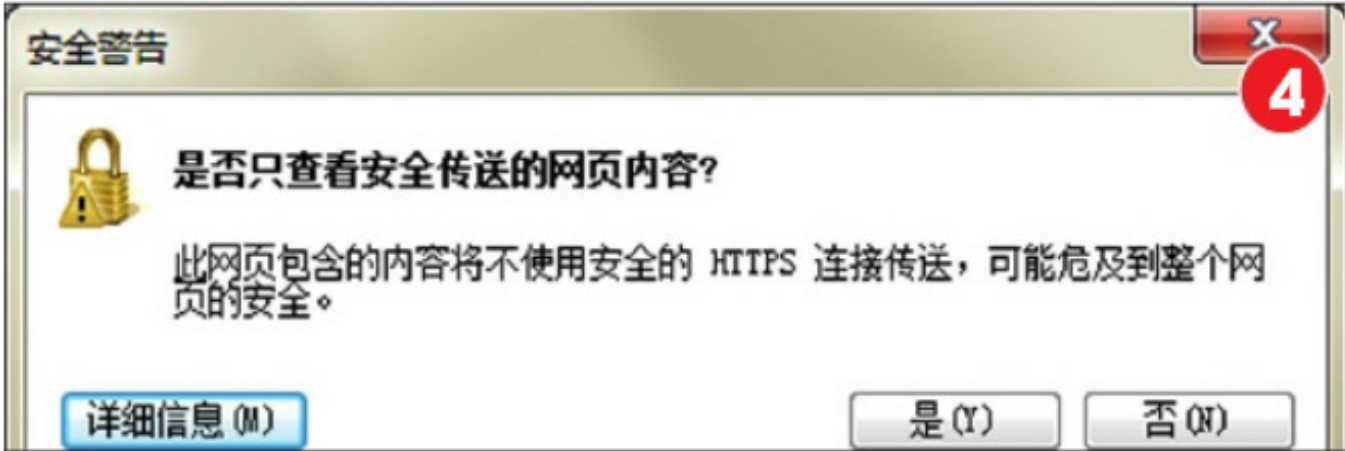 安全警告
X
4
是否只查看安全传送的网页内容?
此网页包含的内容将不使用安全的 HTTPS 连接传送，可能危及到整个网
页的安全。
详细信息(M)
是(Y)
否(N)